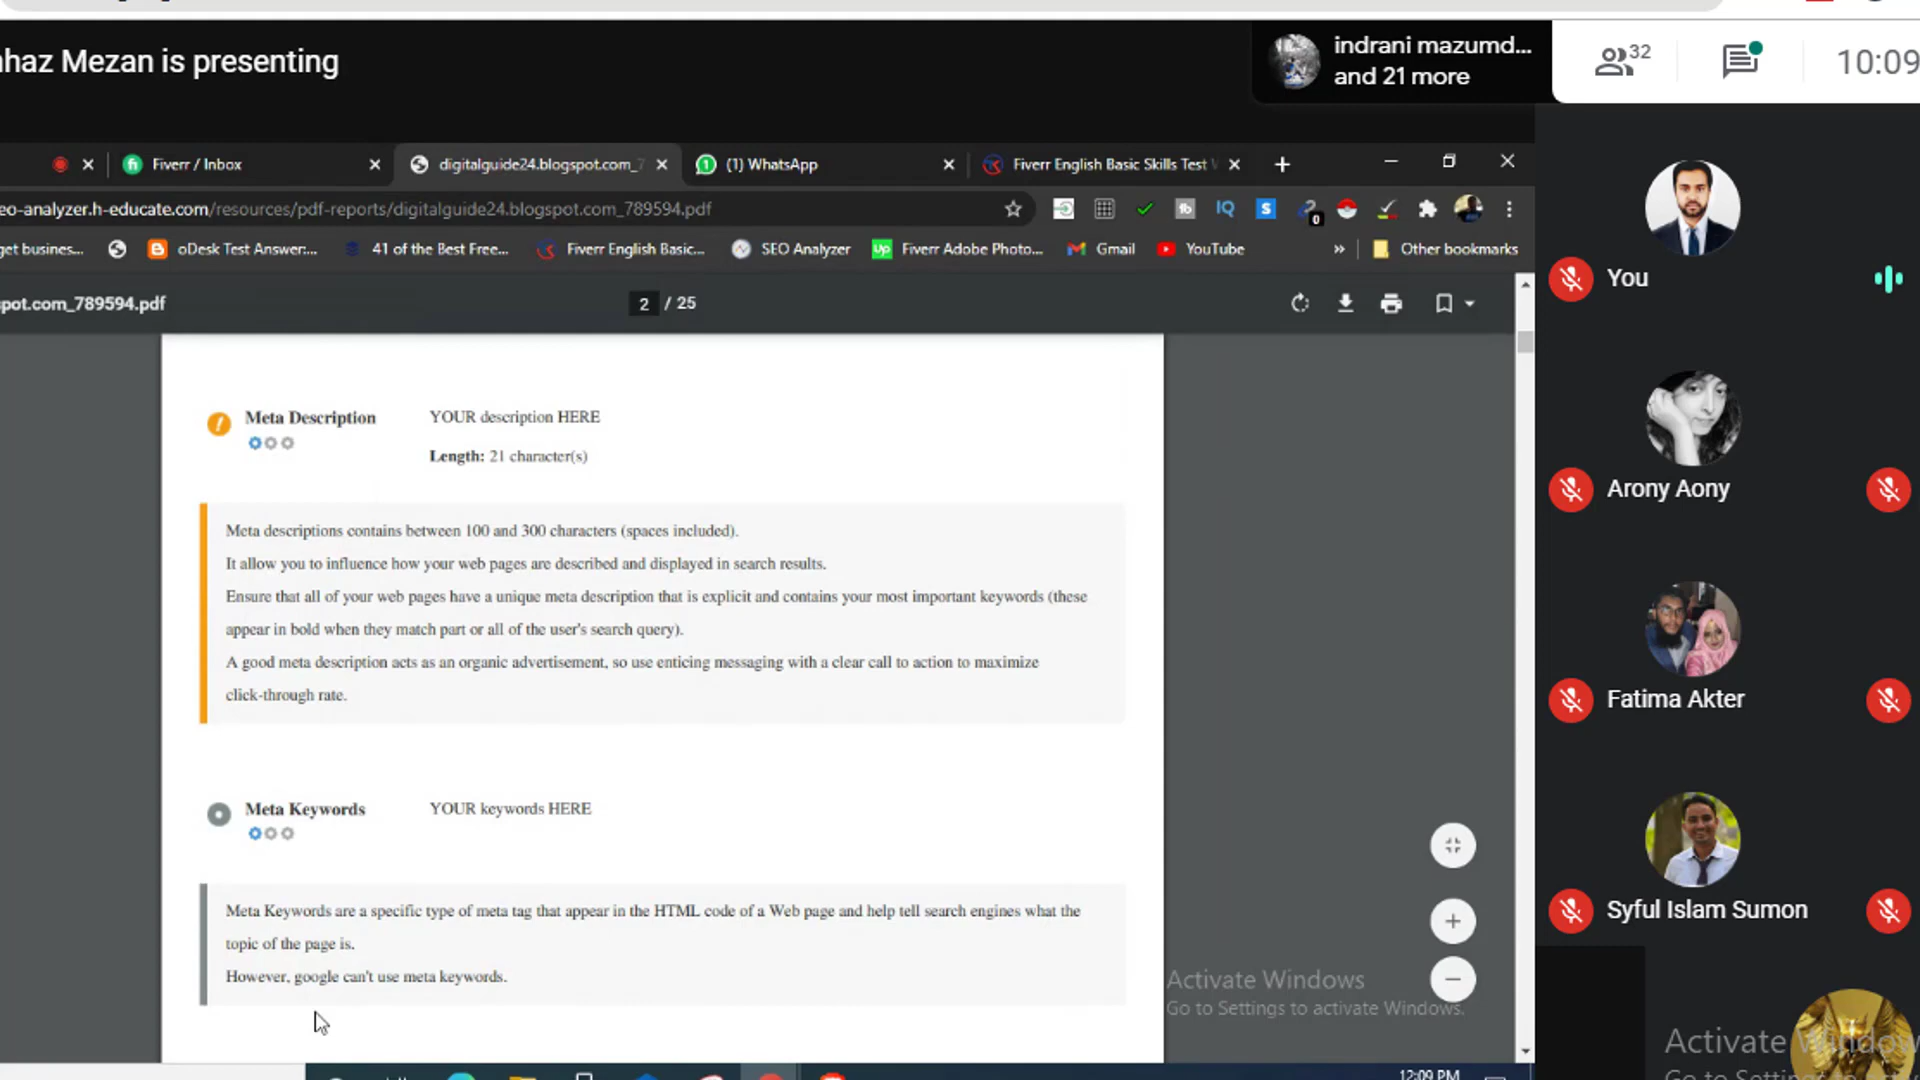 haz Mezan is presenting
indrani mazumd...
and 21 more
32
10:09
Fiverr / Inbox
digitalguide24.blogspot.com_7
(1) WhatsApp
Fiverr English Basic Skills Test
eo-analyzer.h-educate.com/resources/pdf-reports/digitalguide24.blogspot.com_789594.pdf
get busines...
oDesk Test Answer:...
41 of the Best Free...
Fiverr English Basic...
SEO Analyzer
Fiverr Adobe Photo...
Gmail
YouTube
Other bookmarks
spot.com_789594.pdf
2 / 25
Meta Description
YOUR description HERE
Length: 21 character(s)
Meta descriptions contains between 100 and 300 characters (spaces included).
It allow you to influence how your web pages are described and displayed in search results.
Ensure that all of your web pages have a unique meta description that is explicit and contains your most important keywords (these
appear in bold when they match part or all of the user's search query).
A good meta description acts as an organic advertisement, so use enticing messaging with a clear call to action to maximize
click-through rate.
Meta Keywords
YOUR keywords HERE
Meta Keywords are a specific type of meta tag that appear in the HTML code of a Web page and help tell search engines what the
topic of the page is.
However, google can't use meta keywords.
Activate Windows
Go to Settings to activate Windows.
12:09 PM
You
Arony Aony
Fatima Akter
Syful Islam Sumon
Activate Windows
Go to Settings to